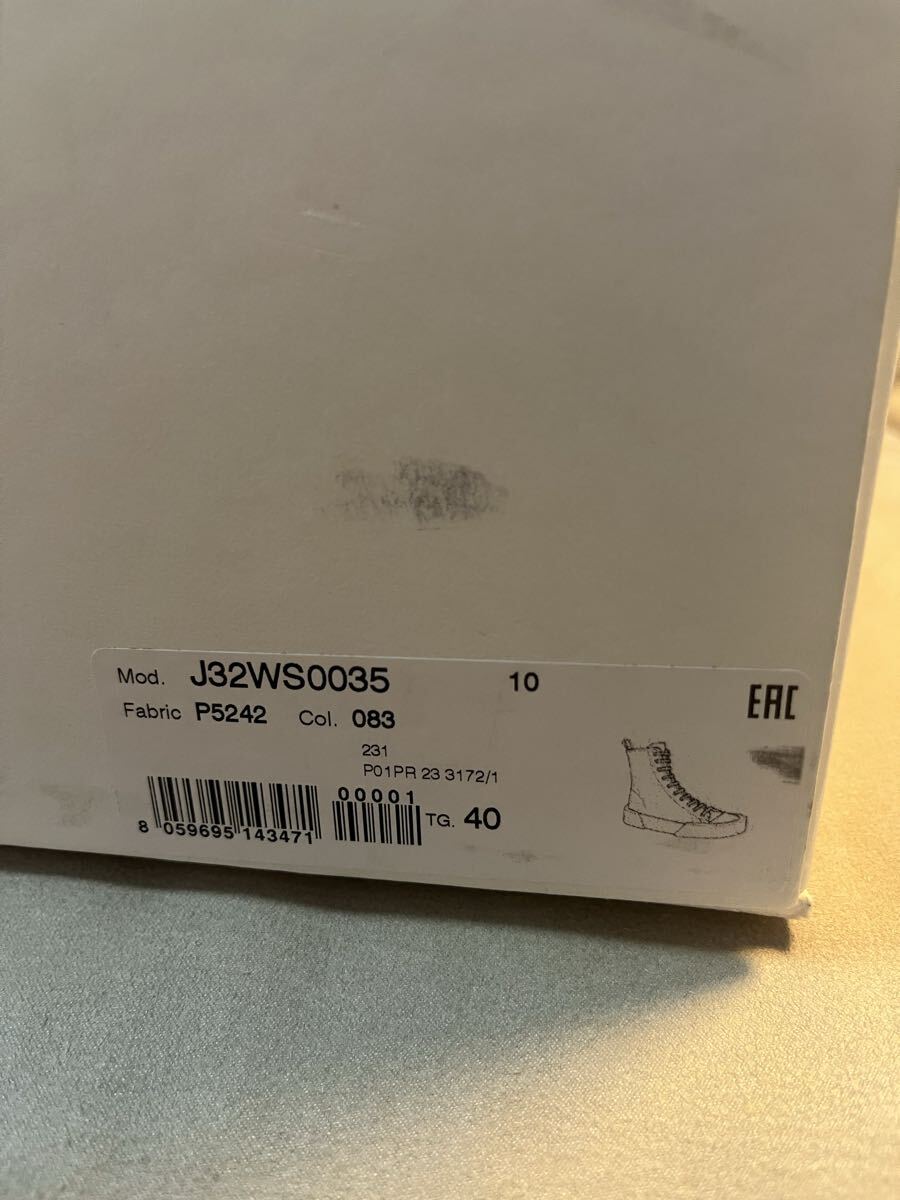 Mod. J32WS0035 10
EAC
Fabric P5242 Col. 083
231
P01PR 23 3172/1
00001
TG. 40
8 059695 143471